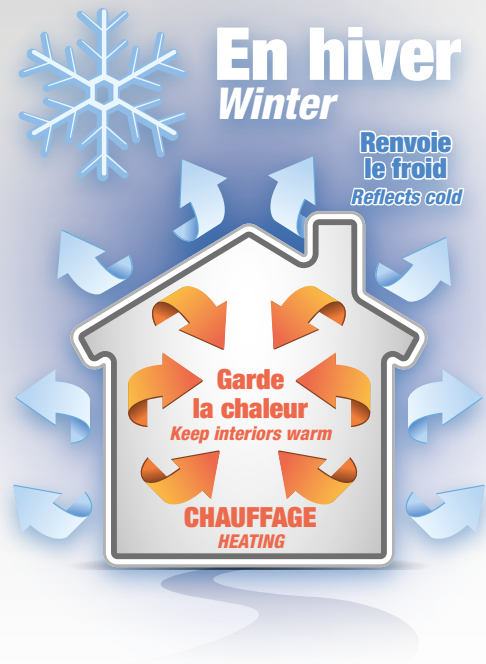 En hiver
Winter
Renvoie
le froid
Reflects cold
Garde
la chaleur
Keep interiors warm
CHAUFFAGE
HEATING